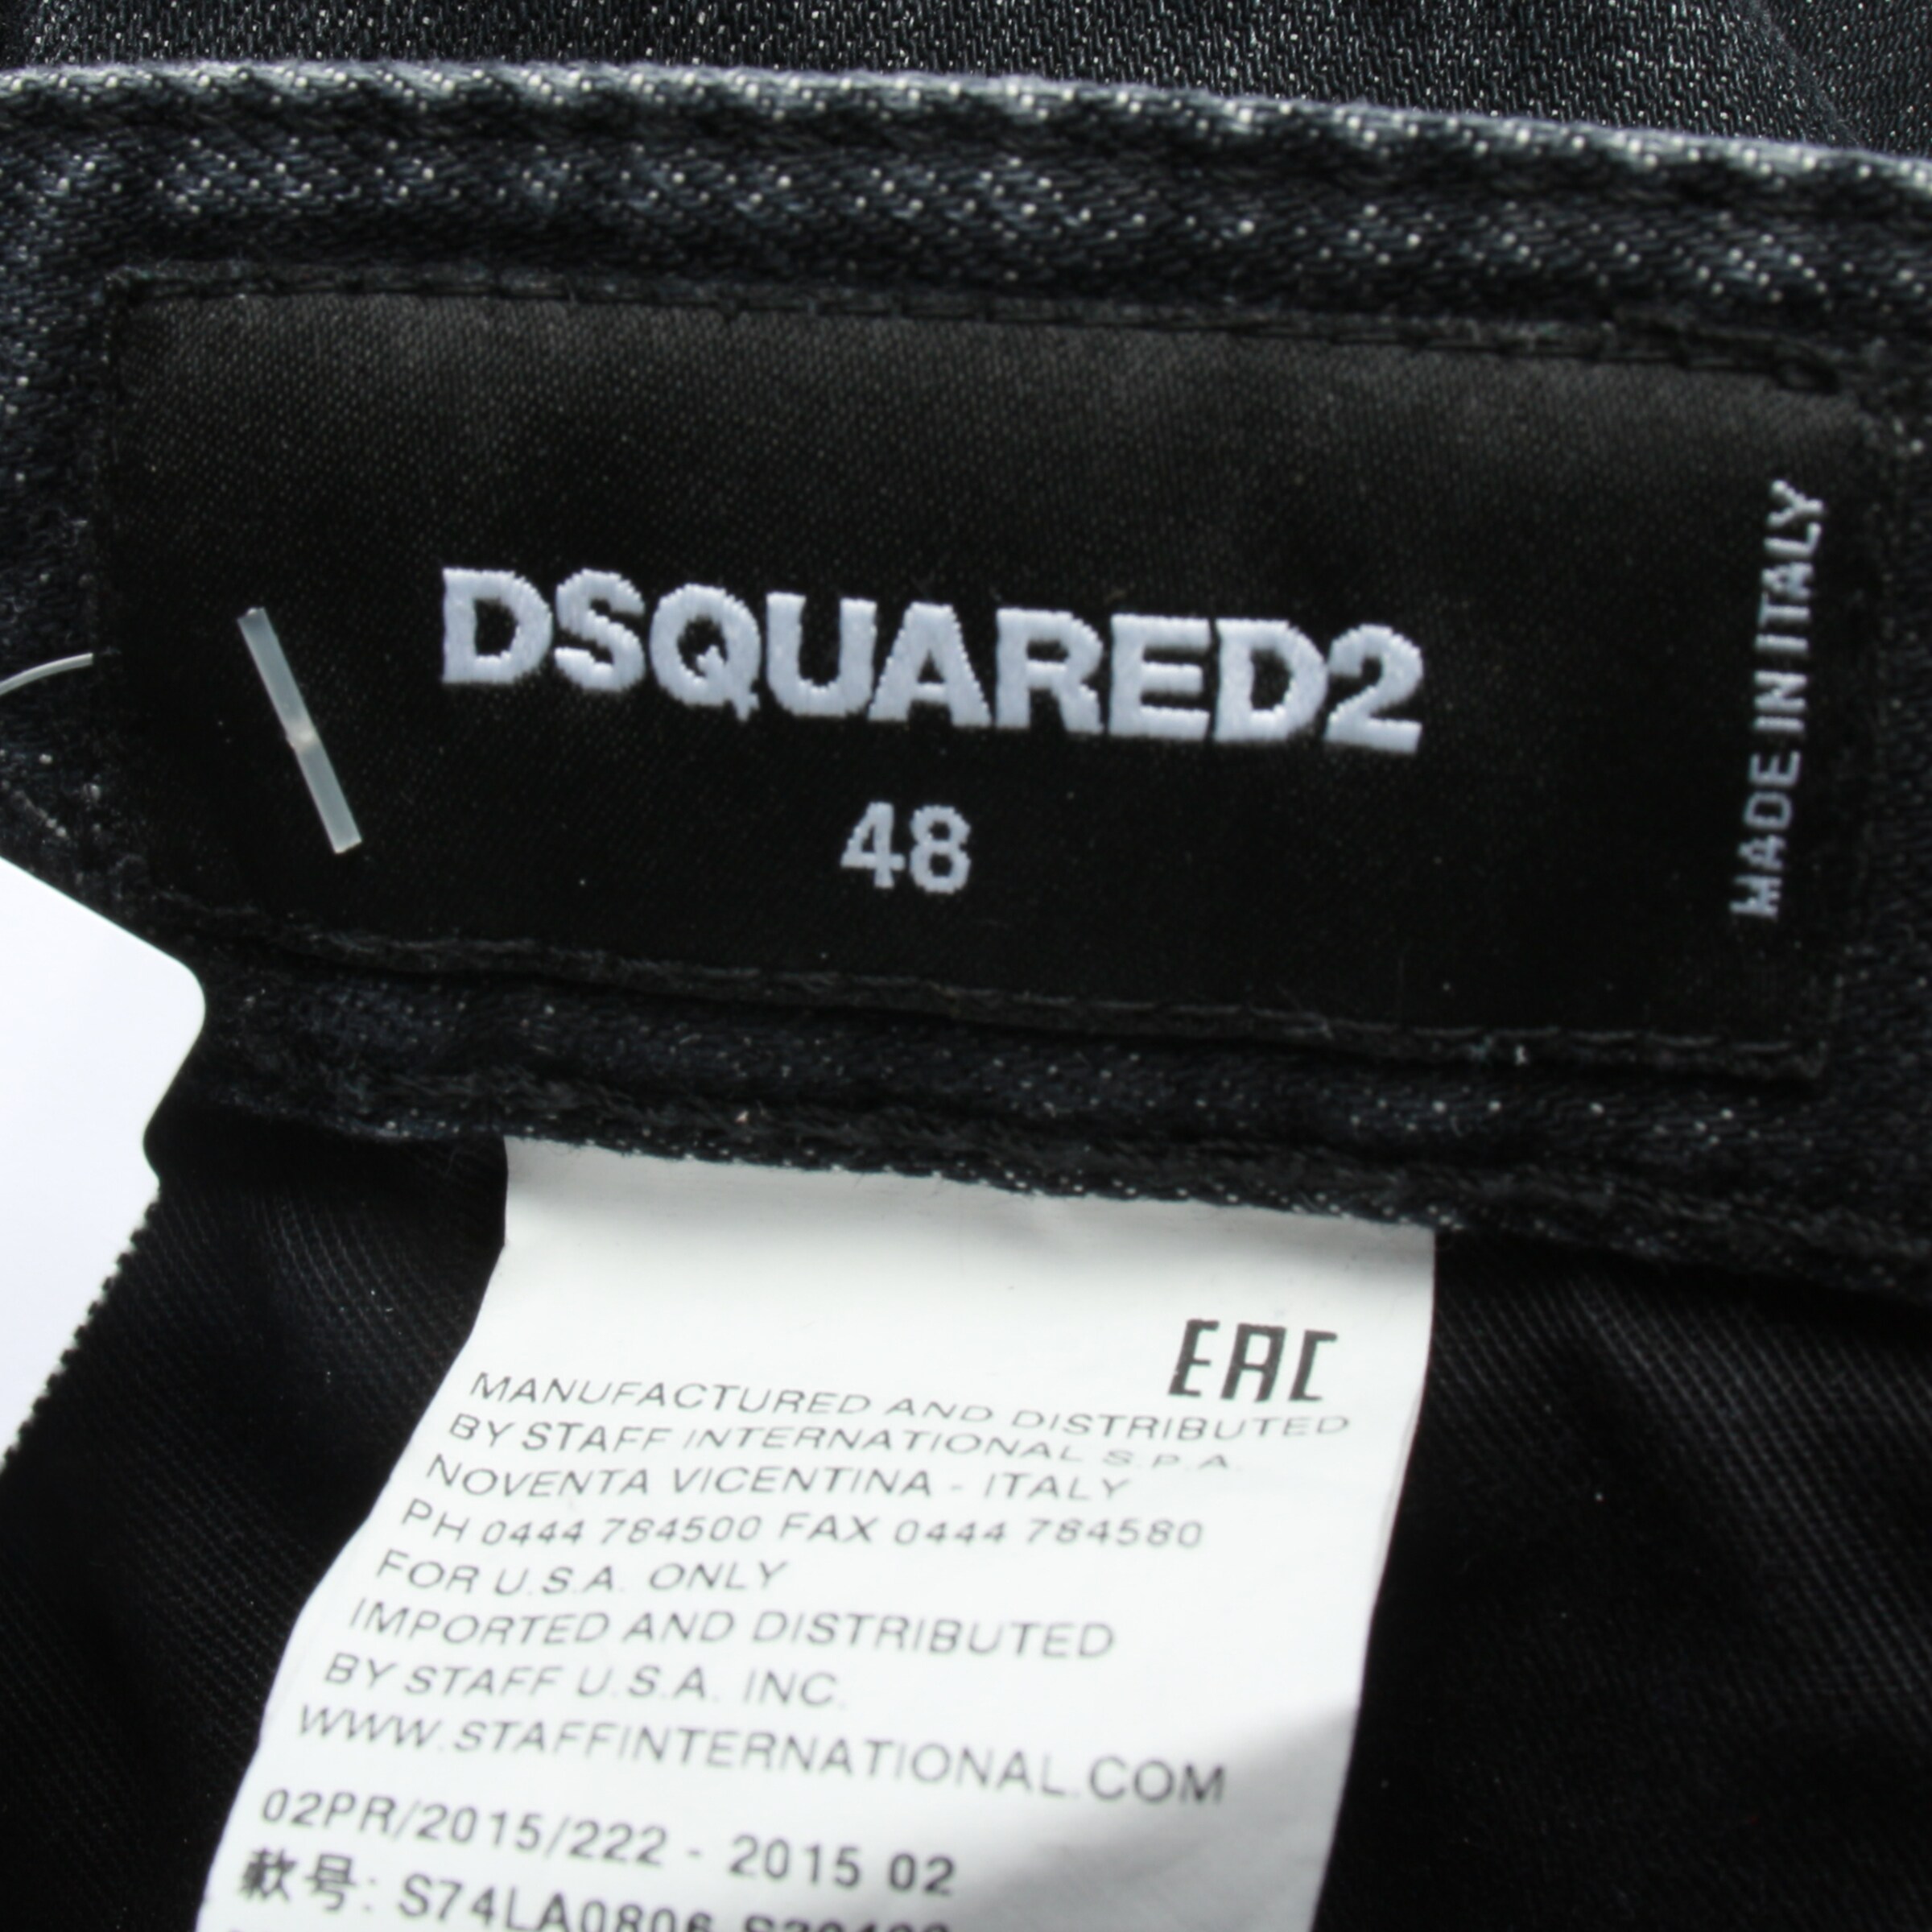 DSQUARED2
48
MADE IN ITALY
EAC
MANUFACTURED AND DISTRIBUTED
BY STAFF INTERNATIONAL S.P.A.
NOVENTA VICENTINA - ITALY
PH 0444 784500 FAX 0444 784580
FOR U.S.A. ONLY
IMPORTED AND DISTRIBUTED
BY STAFF U.S.A. INC.
WWW.STAFFINTERNATIONAL.COM
02PR/2015/222 - 2015 02
款号: S74LA0806